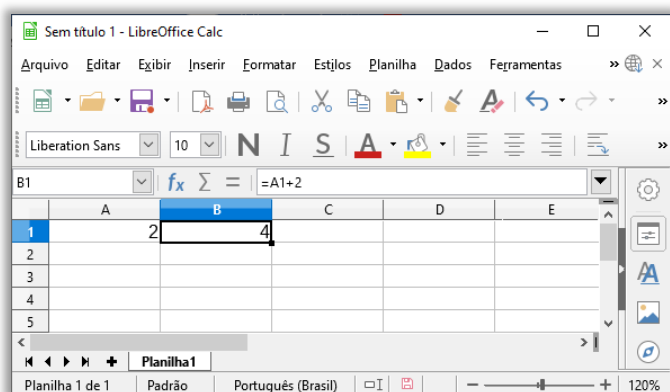 Sem título 1 - LibreOffice Calc
Arquivo Editar Exibir Inserir Formatar Estilos Planilha Dados Ferramentas »
»
Liberation Sans 10 N I S A »
B1 fx Σ = =A1+2
A B C D E
1 2 4
2
3
4
5
Planilha1
Planilha 1 de 1 Padrão Português (Brasil) 120%